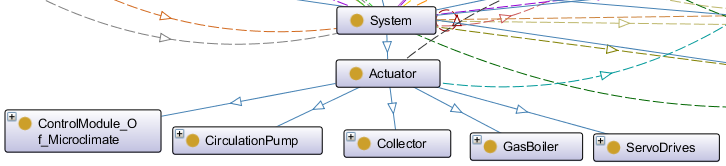 System
Actuator
ControlModule_O
f_Microclimate
CirculationPump
Collector
GasBoiler
ServoDrives